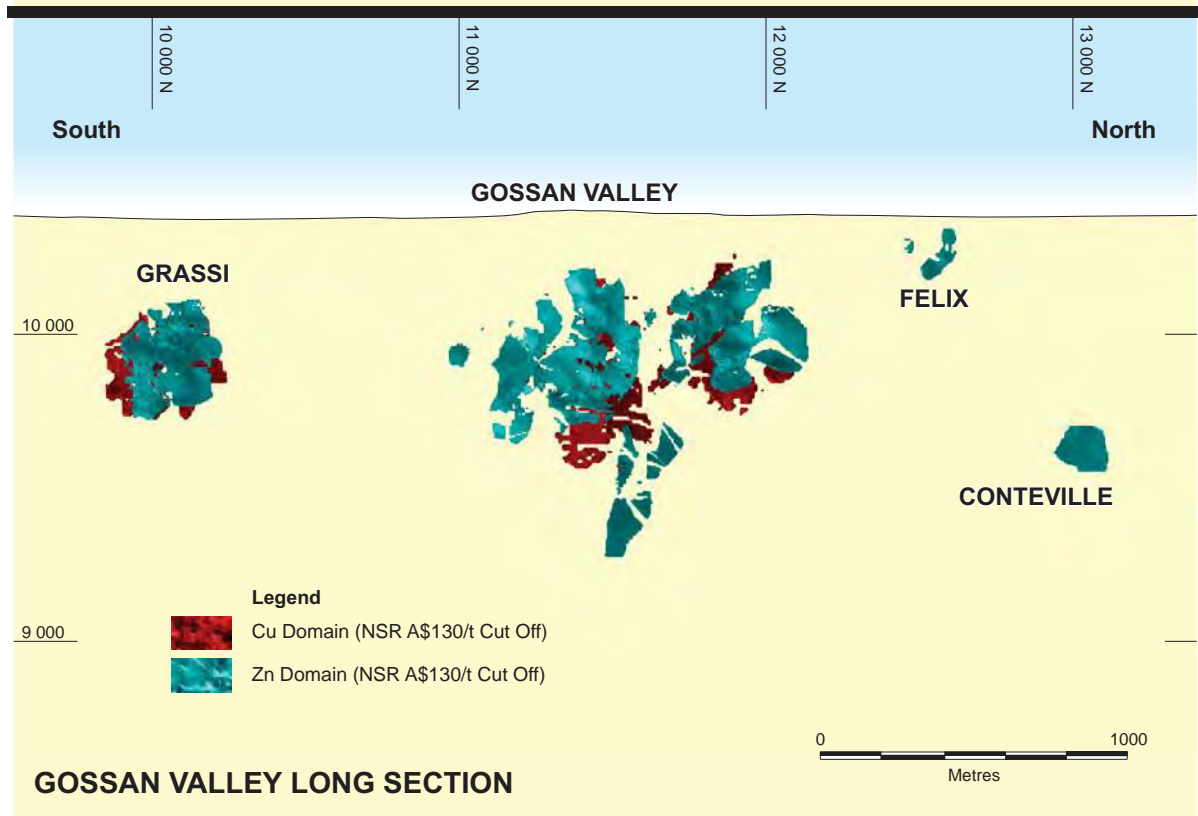 10 000 N
11 000 N
12 000 N
13 000 N
South
North
GOSSAN VALLEY
GRASSI
FELIX
10 000
CONTEVILLE
Legend
Cu Domain (NSR A$130/t Cut Off)
9 000
Zn Domain (NSR A$130/t Cut Off)
0
1000
Metres
GOSSAN VALLEY LONG SECTION